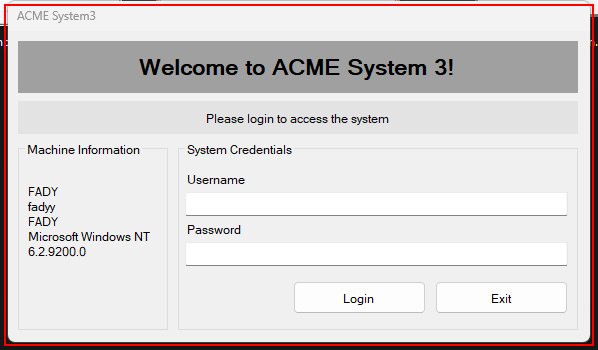 ACME System3
Welcome to ACME System 3!
Please login to access the system
Machine Information
FADY
fadyy
FADY
Microsoft Windows NT
6.2.9200.0
System Credentials
Username
Password
Login
Exit